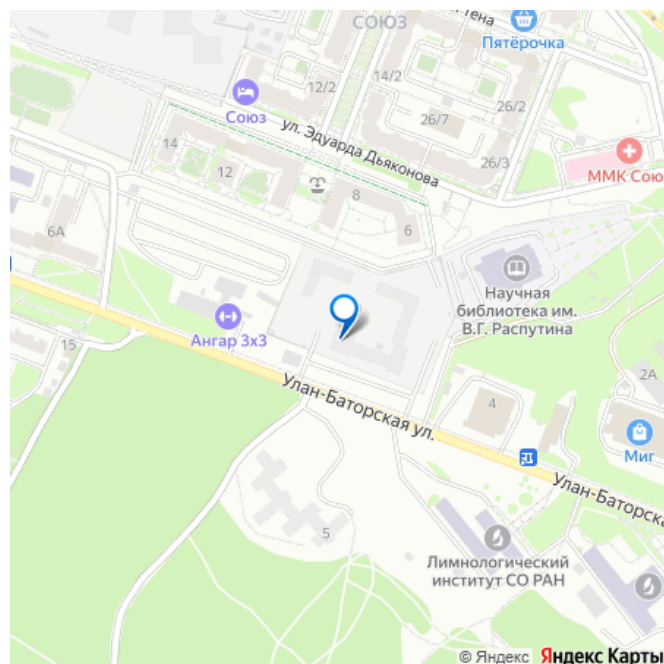 СОЮЗ
Пятёрочка
12/2
14/2
26/2
26/7
Союз
ул. Эдуарда Дьяконова
26/3
14
12
ММК Сою
8
6А
6
Научная
библиотека им.
В.Г. Распутина
Ангар 3х3
15
2А
Улан-Баторская ул.
4
Миг
Улан-Баторска
5
Лимнологический
институт СО РАН
© Яндекс Яндекс Карты